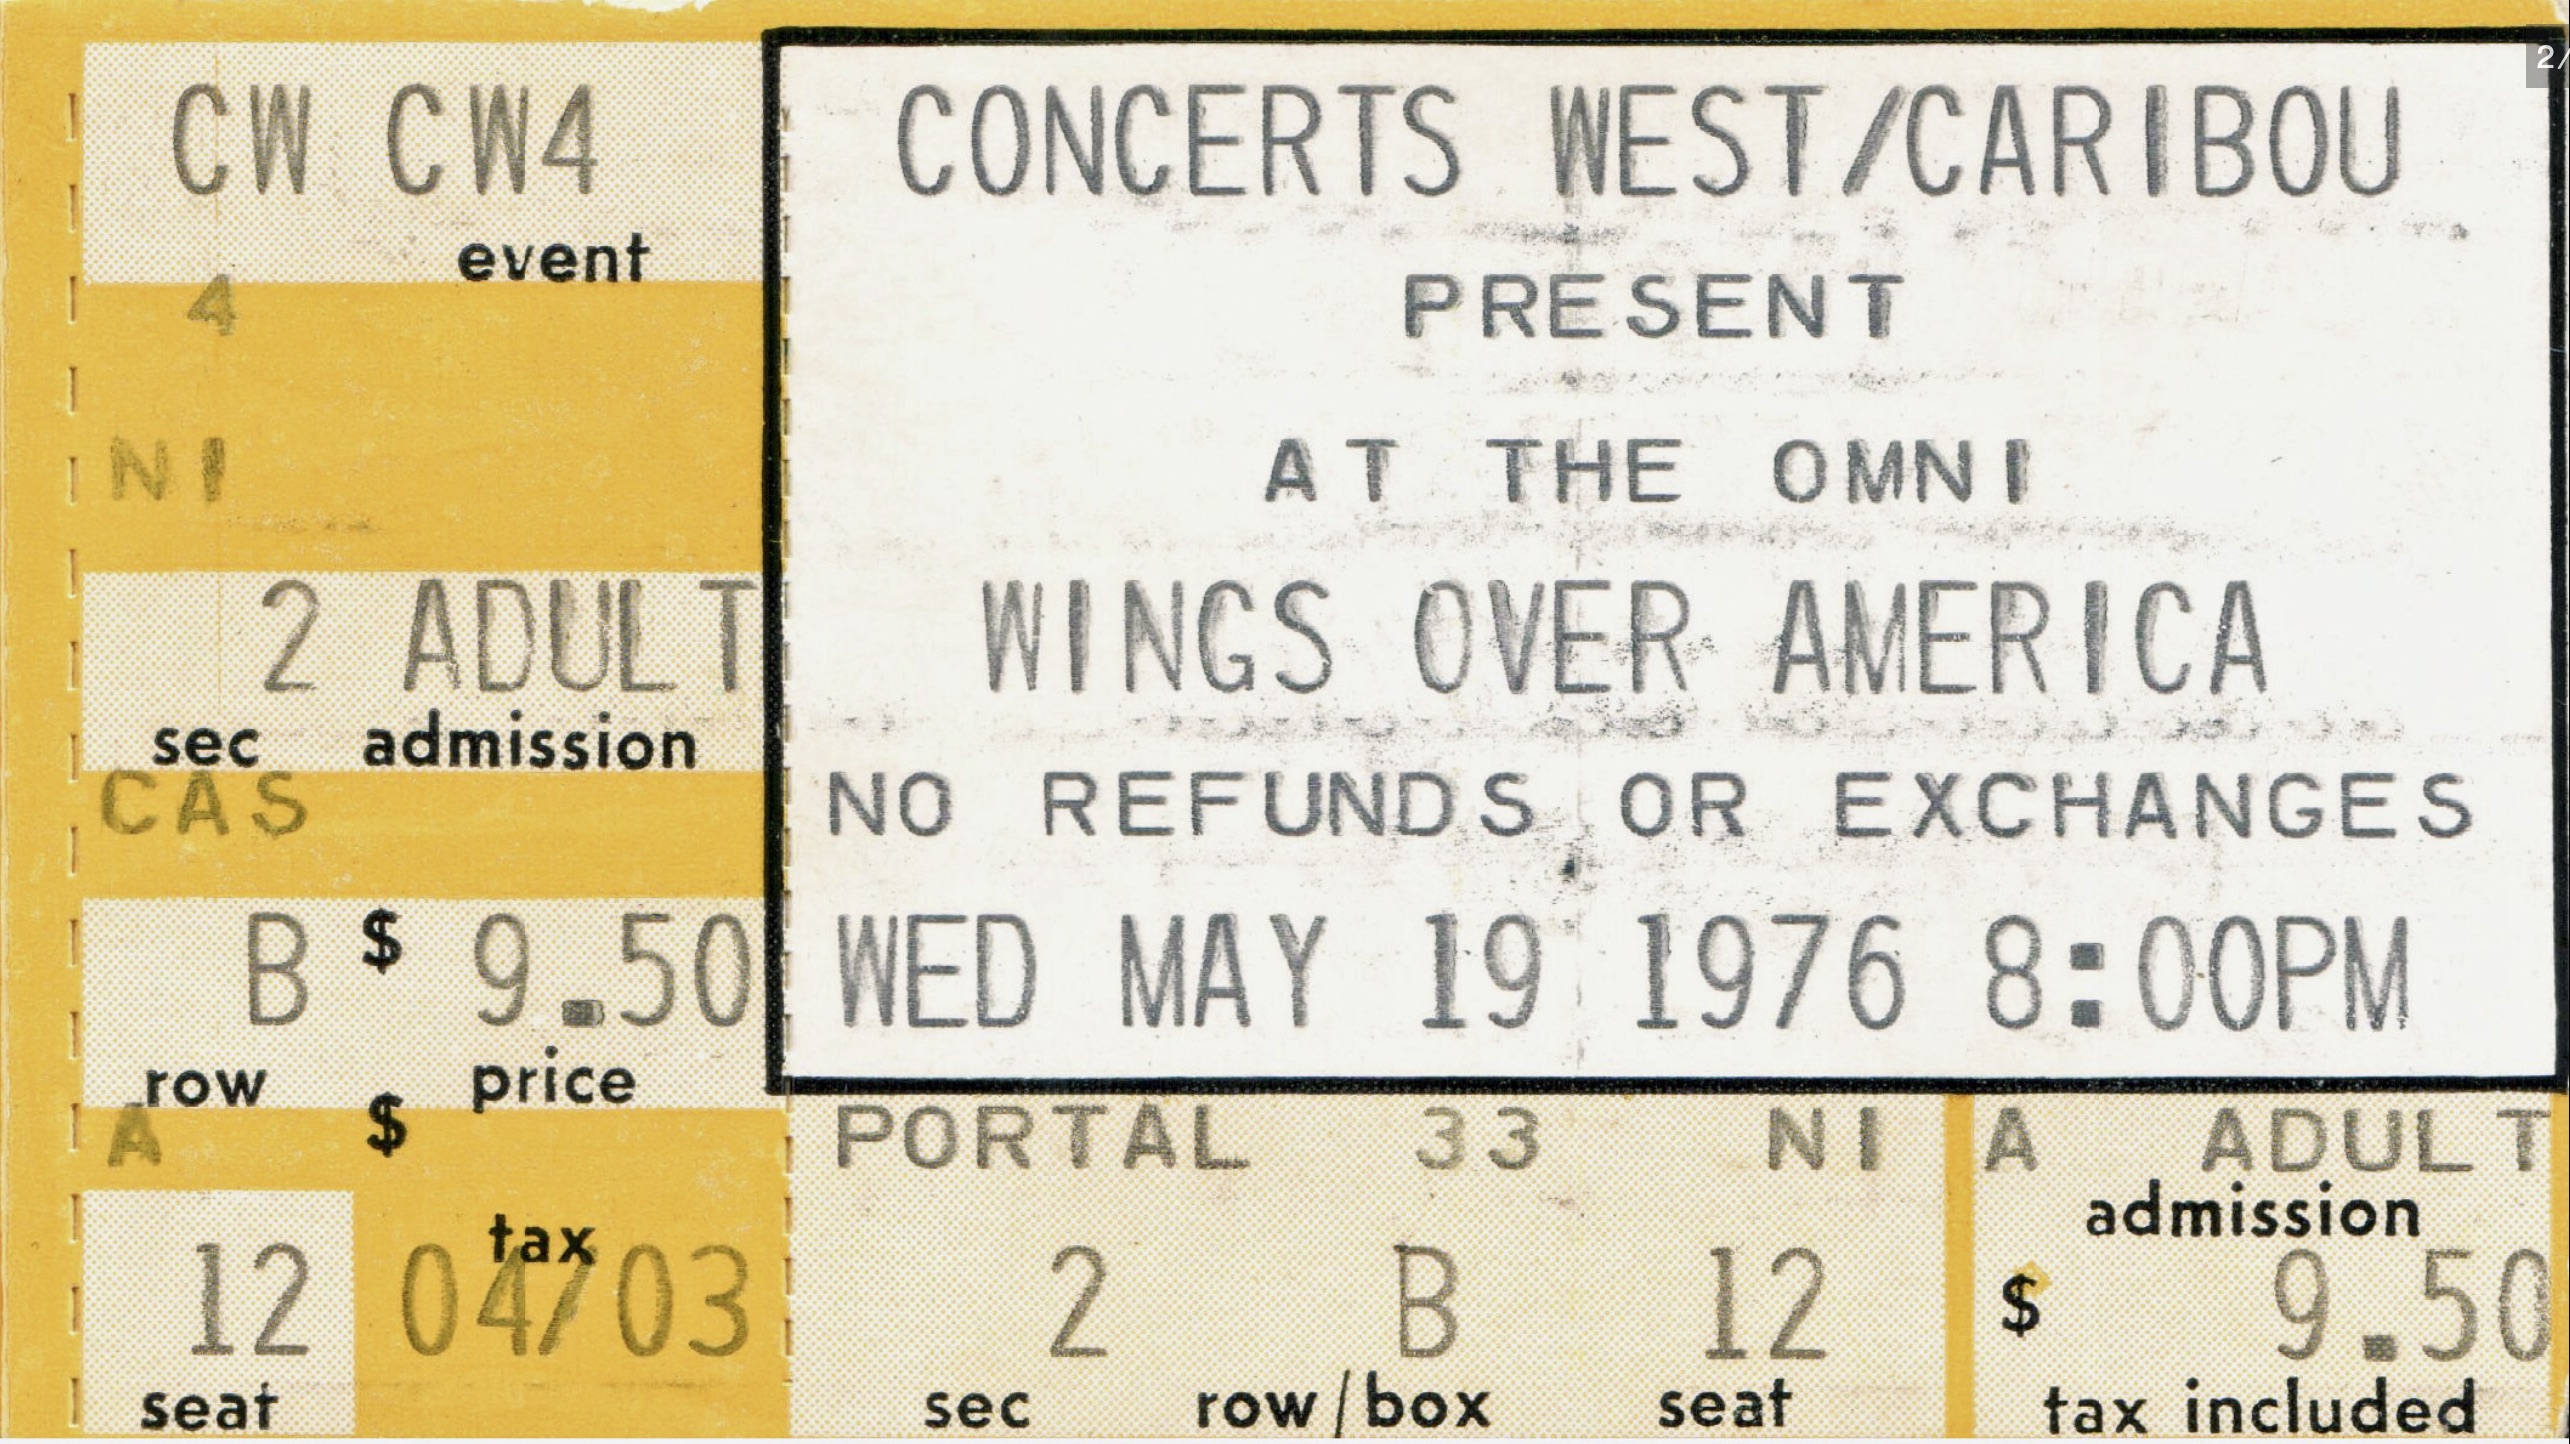 CW CW4
event
4
NI
2 ADULT
sec admission
CAS
B $ 9.50
row price
A $
tax
12 04/03
seat
CONCERTS WEST/CARIBOU
PRESENT
AT THE OMNI
WINGS OVER AMERICA
NO REFUNDS OR EXCHANGES
WED MAY 19 1976 8:00PM
PORTAL 33 NI A ADULT
admission
2 B 12 $ 9.50
sec row/box seat tax included
2/